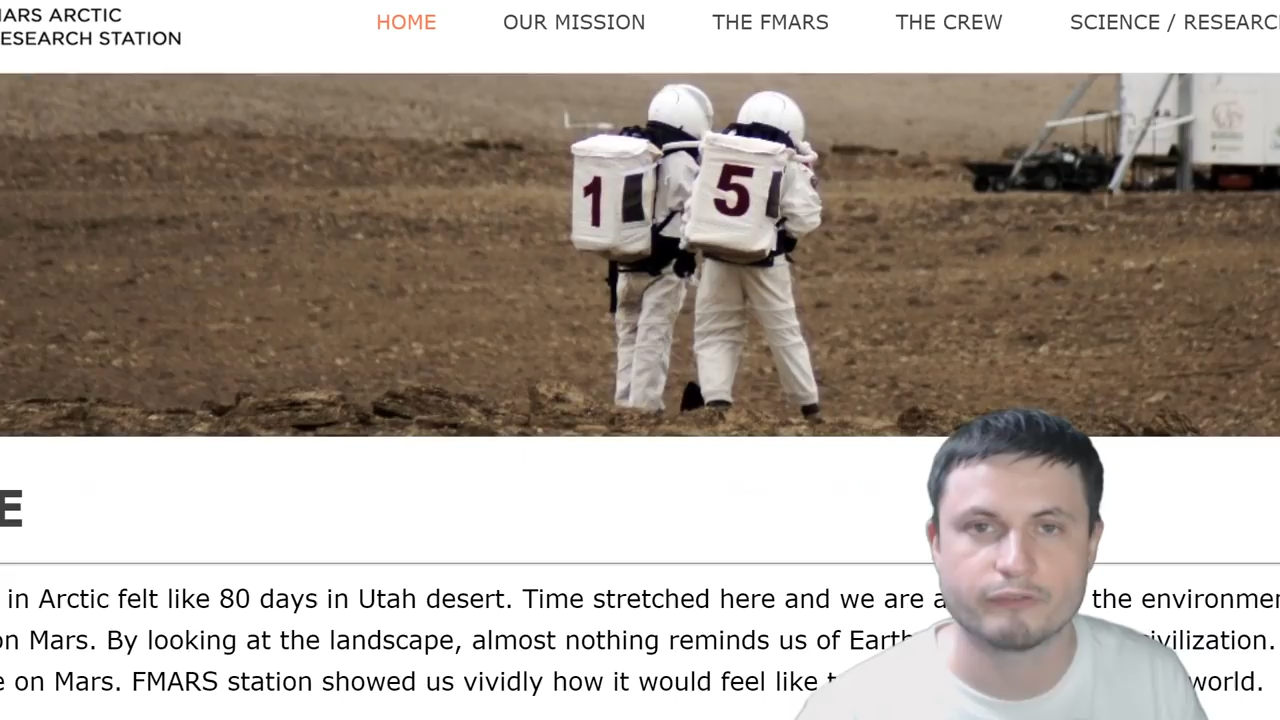 ARS ARCTIC
ESEARCH STATION
HOME OUR MISSION THE FMARS THE CREW SCIENCE / RESEARC
1 5
E
in Arctic felt like 80 days in Utah desert. Time stretched here and we are a the environmen
on Mars. By looking at the landscape, almost nothing reminds us of Earth civilization.
e on Mars. FMARS station showed us vividly how it would feel like world.